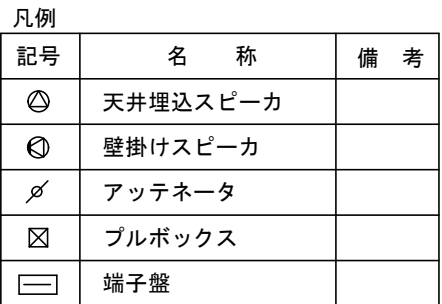 凡例
記号 名称 備考
天井埋込スピーカ
壁掛けスピーカ
アッテネータ
プルボックス
端子盤